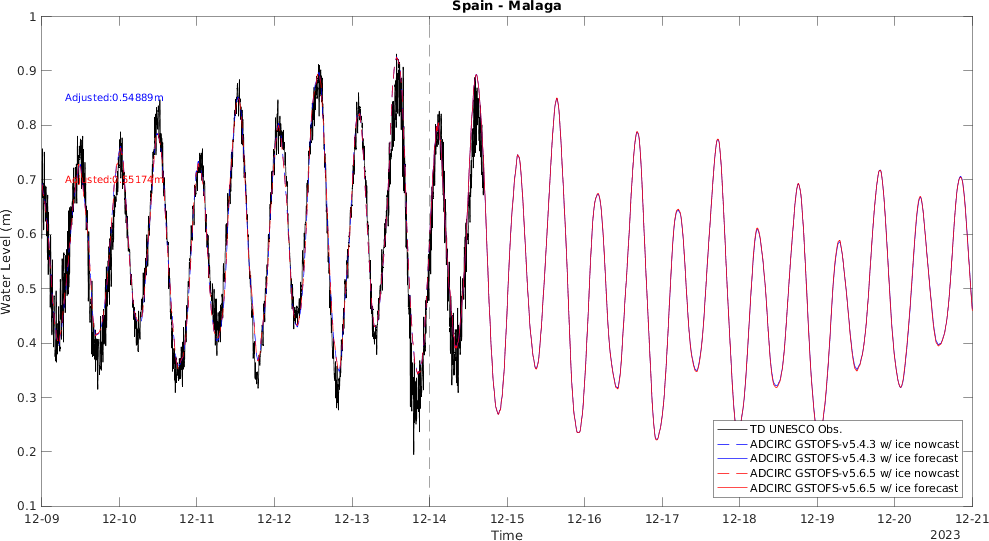 Spain - Malaga
Water Level (m)
1
0.9
0.8
0.7
0.6
0.5
0.4
0.3
0.2
0.1
Adjusted:0.54889m
Adjusted:0.55174m
TD UNESCO Obs.
ADCIRC GSTOFS-v5.4.3 w/ ice nowcast
ADCIRC GSTOFS-v5.4.3 w/ ice forecast
ADCIRC GSTOFS-v5.6.5 w/ ice nowcast
ADCIRC GSTOFS-v5.6.5 w/ ice forecast
12-09 12-10 12-11 12-12 12-13 12-14 12-15 12-16 12-17 12-18 12-19 12-20 12-21
Time
2023